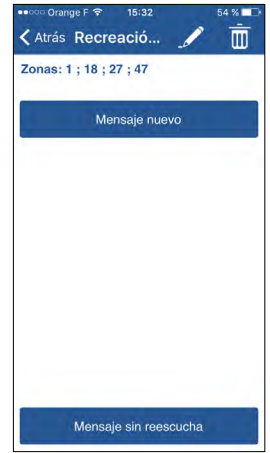 Orange F 15:32 54 %
Atrás Recreació...
Zonas: 1 ; 18 ; 27 ; 47
Mensaje nuevo
Mensaje sin reescucha